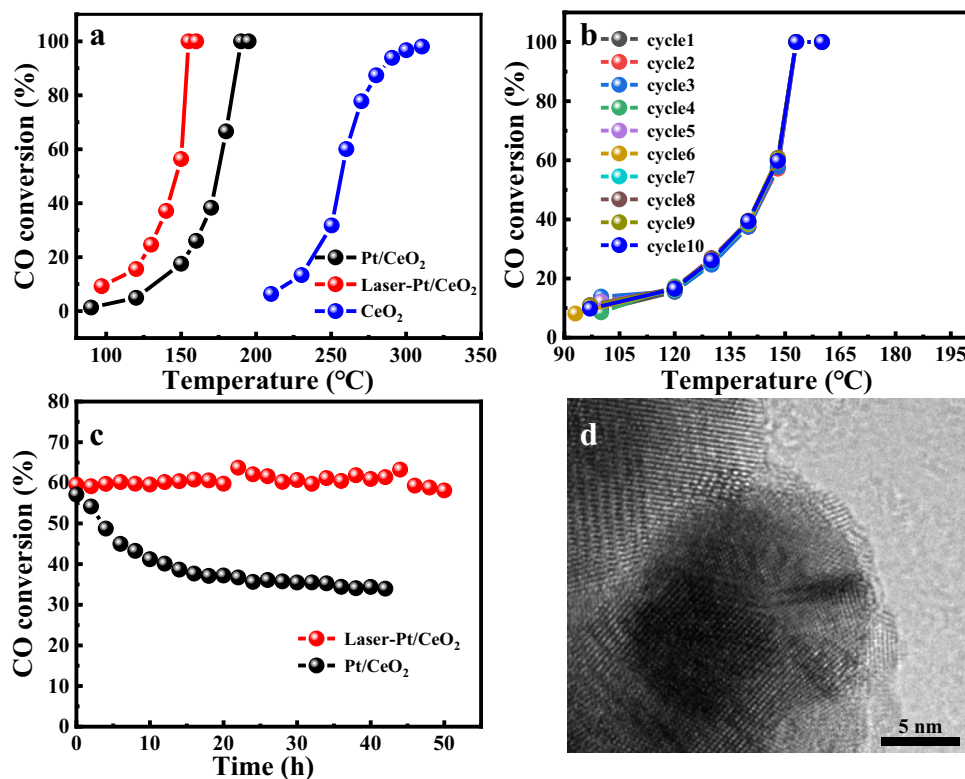 a
CO conversion (%)
100
80
60
40
20
0
Pt/CeO₂
Laser-Pt/CeO₂
CeO₂
100 150 200 250 300 350
Temperature (℃)
b
CO conversion (%)
100
80
60
40
20
0
cycle1
cycle2
cycle3
cycle4
cycle5
cycle6
cycle7
cycle8
cycle9
cycle10
90 105 120 135 150 165 180 195
Temperature (℃)
c
CO conversion (%)
80
70
60
50
40
30
20
10
0
Laser-Pt/CeO₂
Pt/CeO₂
0 10 20 30 40 50
Time (h)
d
5 nm